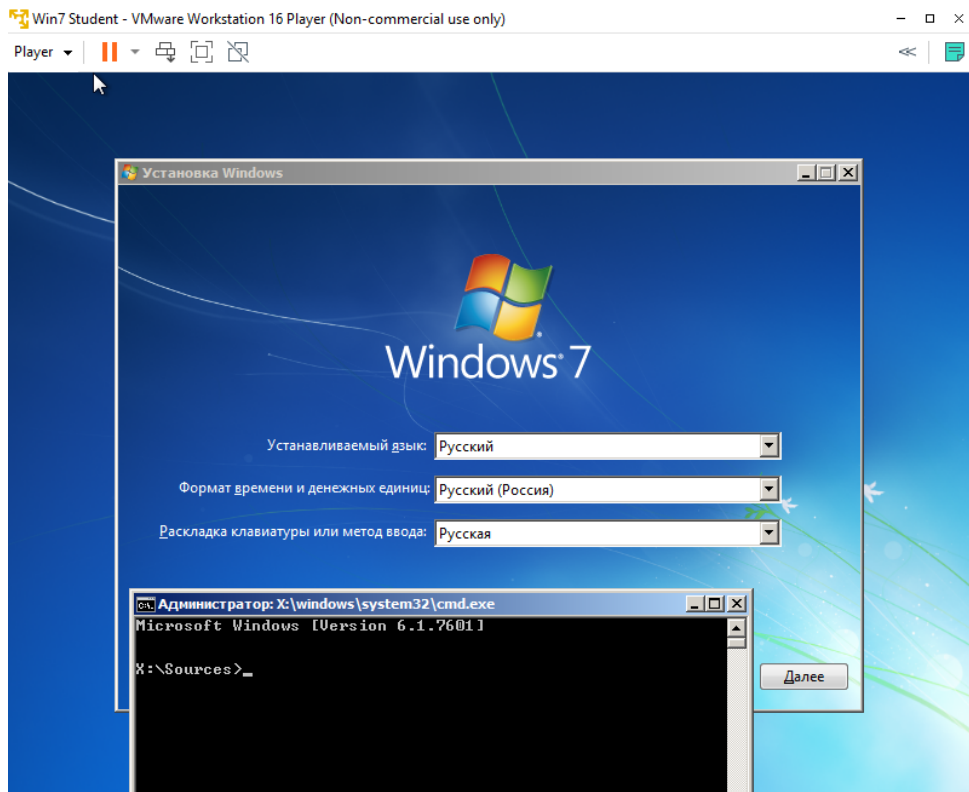 Win7 Student - VMware Workstation 16 Player (Non-commercial use only)
Player
Установка Windows
Windows 7
Устанавливаемый язык: Русский
Формат времени и денежных единиц: Русский (Россия)
Раскладка клавиатуры или метод ввода: Русская
Администратор: X:\windows\system32\cmd.exe
Microsoft Windows [Version 6.1.7601]
X:\Sources>_
Далее